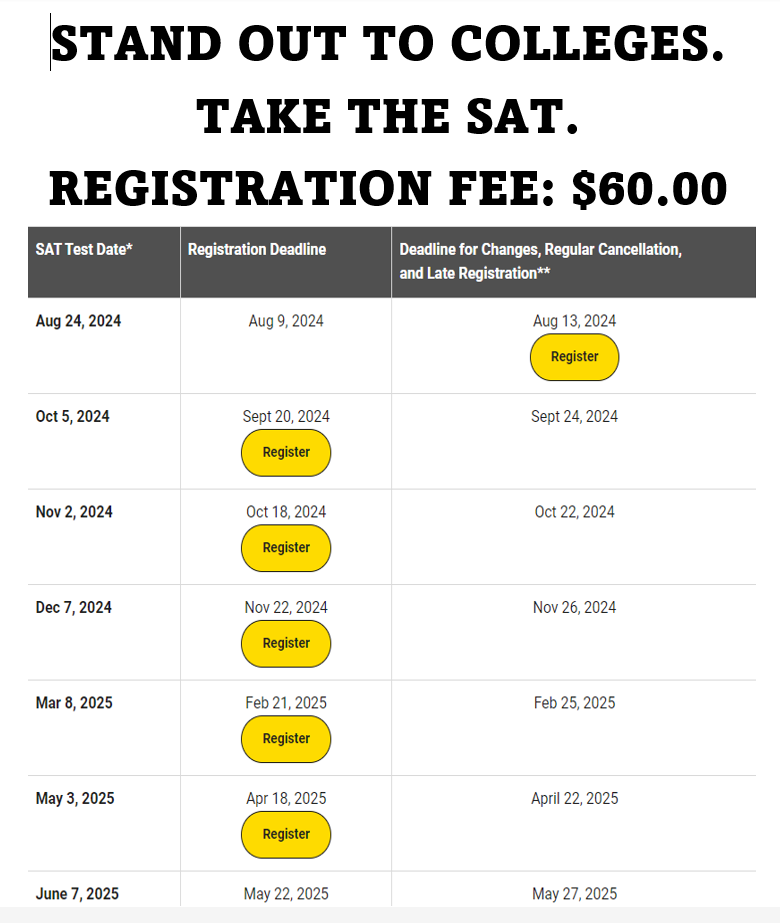 STAND OUT TO COLLEGES.
TAKE THE SAT.
REGISTRATION FEE: $60.00
SAT Test Date* Registration Deadline Deadline for Changes, Regular Cancellation,
and Late Registration**
Aug 24, 2024 Aug 9, 2024 Aug 13, 2024
Register
Oct 5, 2024 Sept 20, 2024 Sept 24, 2024
Register
Nov 2, 2024 Oct 18, 2024 Oct 22, 2024
Register
Dec 7, 2024 Nov 22, 2024 Nov 26, 2024
Register
Mar 8, 2025 Feb 21, 2025 Feb 25, 2025
Register
May 3, 2025 Apr 18, 2025 April 22, 2025
Register
June 7, 2025 May 22, 2025 May 27, 2025